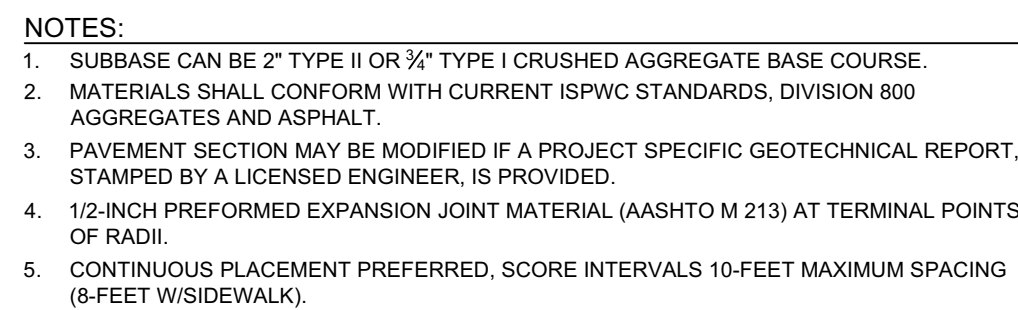 NOTES:
1. SUBBASE CAN BE 2" TYPE II OR ¾" TYPE I CRUSHED AGGREGATE BASE COURSE.
2. MATERIALS SHALL CONFORM WITH CURRENT ISPWC STANDARDS, DIVISION 800
AGGREGATES AND ASPHALT.
3. PAVEMENT SECTION MAY BE MODIFIED IF A PROJECT SPECIFIC GEOTECHNICAL REPORT,
STAMPED BY A LICENSED ENGINEER, IS PROVIDED.
4. 1/2-INCH PREFORMED EXPANSION JOINT MATERIAL (AASHTO M 213) AT TERMINAL POINTS
OF RADII.
5. CONTINUOUS PLACEMENT PREFERRED, SCORE INTERVALS 10-FEET MAXIMUM SPACING
(8-FEET W/SIDEWALK).